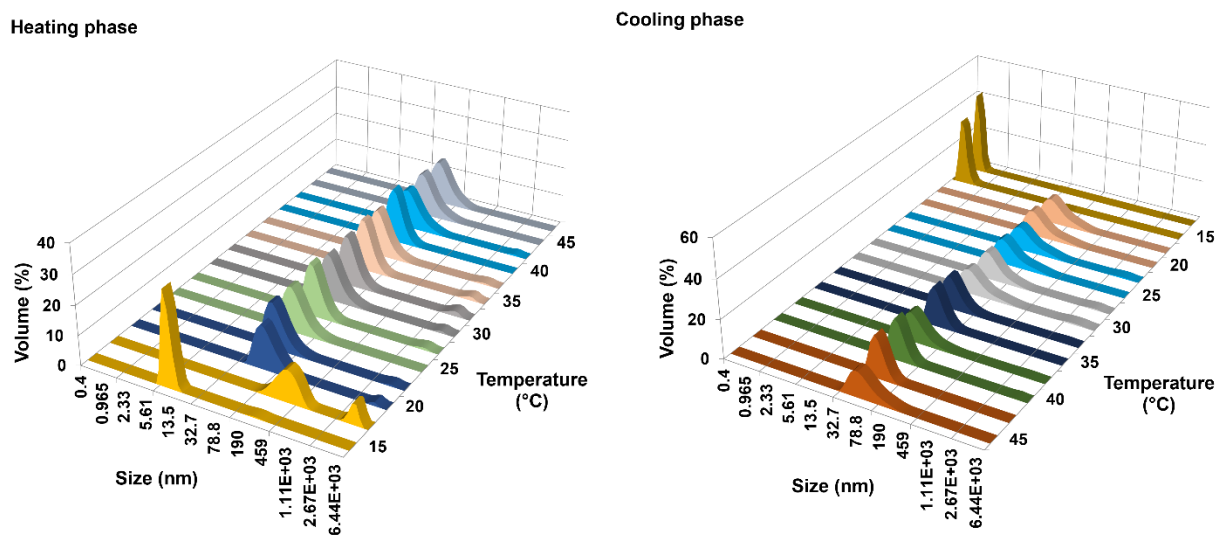 Heating phase
Cooling phase
40
30
20
10
0
Volume (%)
0.4
0.965
2.33
5.61
13.5
32.7
78.8
190
459
1.11E+03
2.67E+03
6.44E+03
Size (nm)
15
20
25
30
35
40
45
Temperature
(°C)
60
40
20
0
Volume (%)
0.4
0.965
2.33
5.61
13.5
32.7
78.8
190
459
1.11E+03
2.67E+03
6.44E+03
Size (nm)
45
40
35
30
25
20
15
Temperature
(°C)